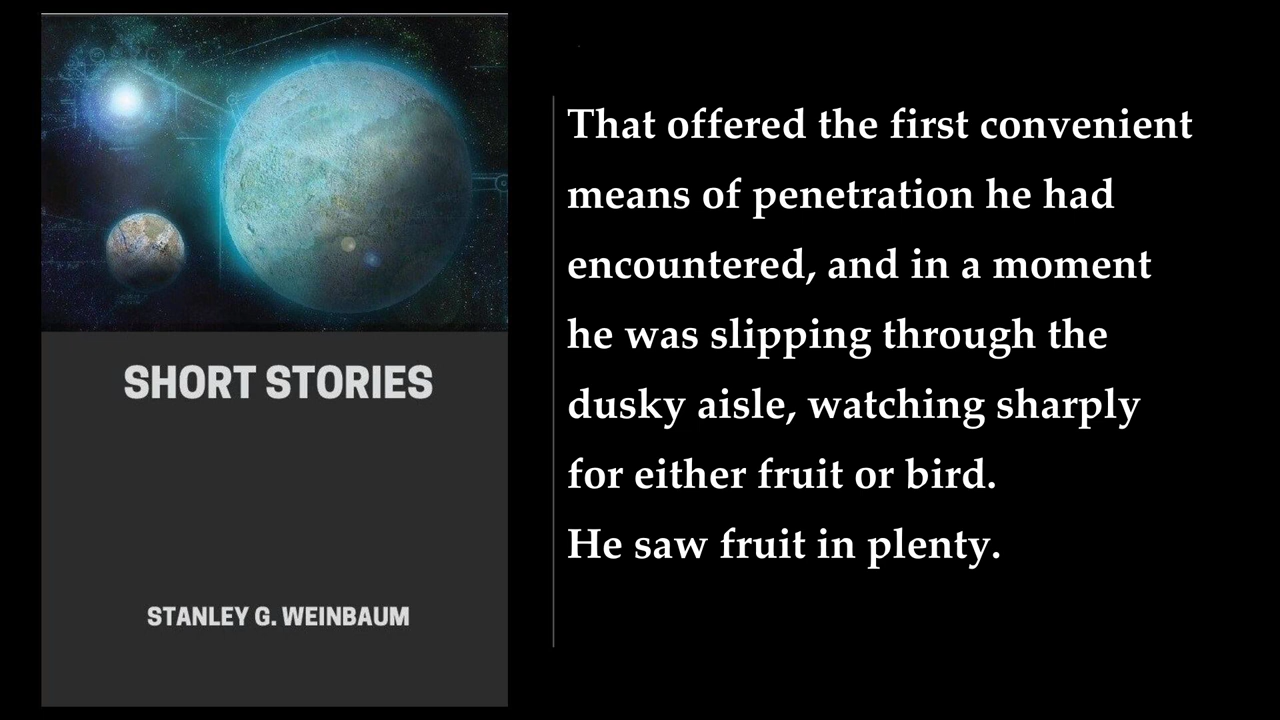 SHORT STORIES
STANLEY G. WEINBAUM
That offered the first convenient
means of penetration he had
encountered, and in a moment
he was slipping through the
dusky aisle, watching sharply
for either fruit or bird.
He saw fruit in plenty.